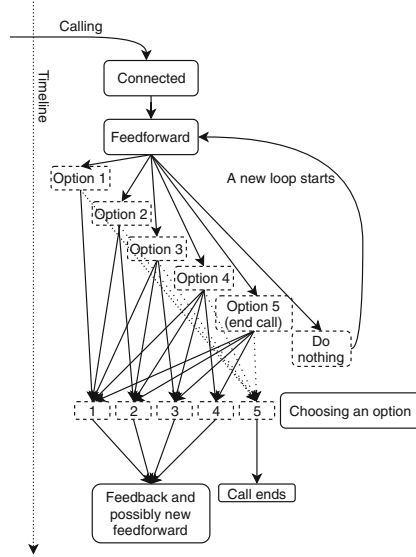 Calling
Timeline
Connected
Feedforward
Option 1
A new loop starts
Option 2
Option 3
Option 4
Option 5
(end call)
Do
nothing
1
2
3
4
5
Choosing an option
Feedback and
possibly new
feedforward
Call ends